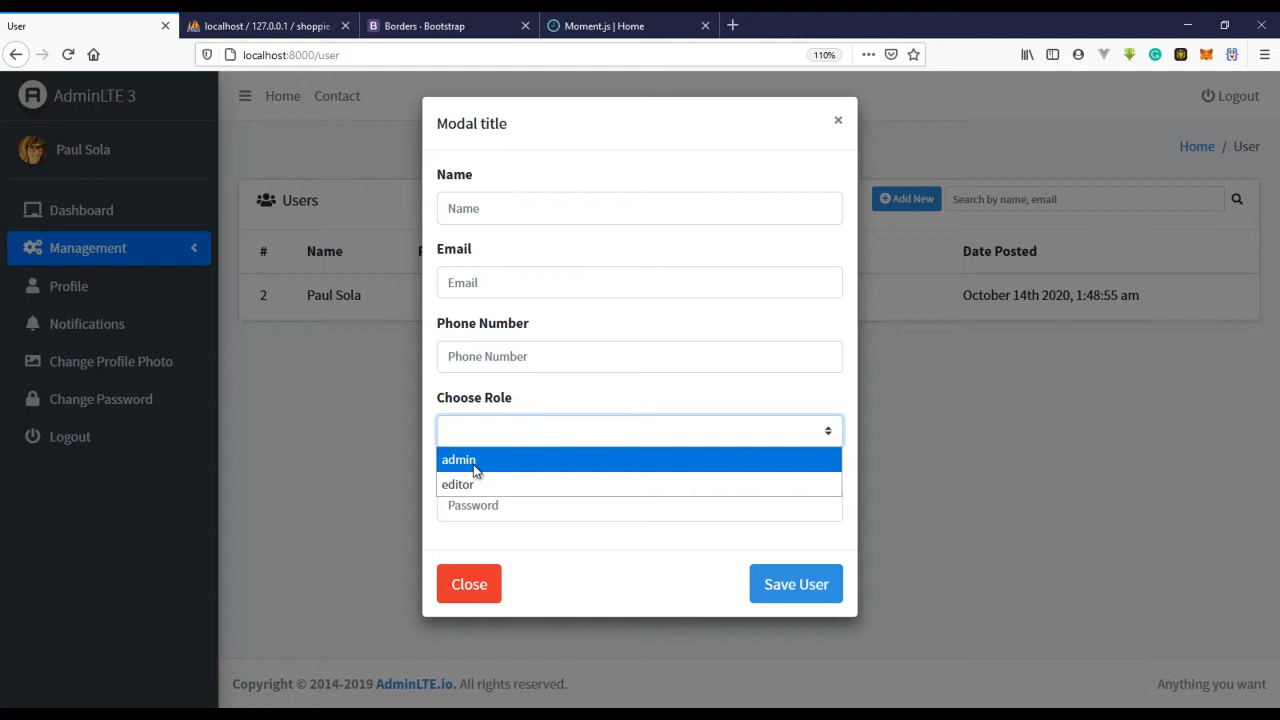 User
localhost / 127.0.0.1 / shoppie
Borders · Bootstrap
Moment.js | Home
localhost:8000/user
110%
AdminLTE 3
Home
Contact
Logout
Paul Sola
Dashboard
Management
Profile
Notifications
Change Profile Photo
Change Password
Logout
Home / User
Users
Add New
Search by name, email
# Name
Date Posted
2 Paul Sola
October 14th 2020, 1:48:55 am
Modal title
×
Name
Name
Email
Email
Phone Number
Phone Number
Choose Role
admin
editor
Password
Close
Save User
Copyright © 2014-2019 AdminLTE.io. All rights reserved.
Anything you want